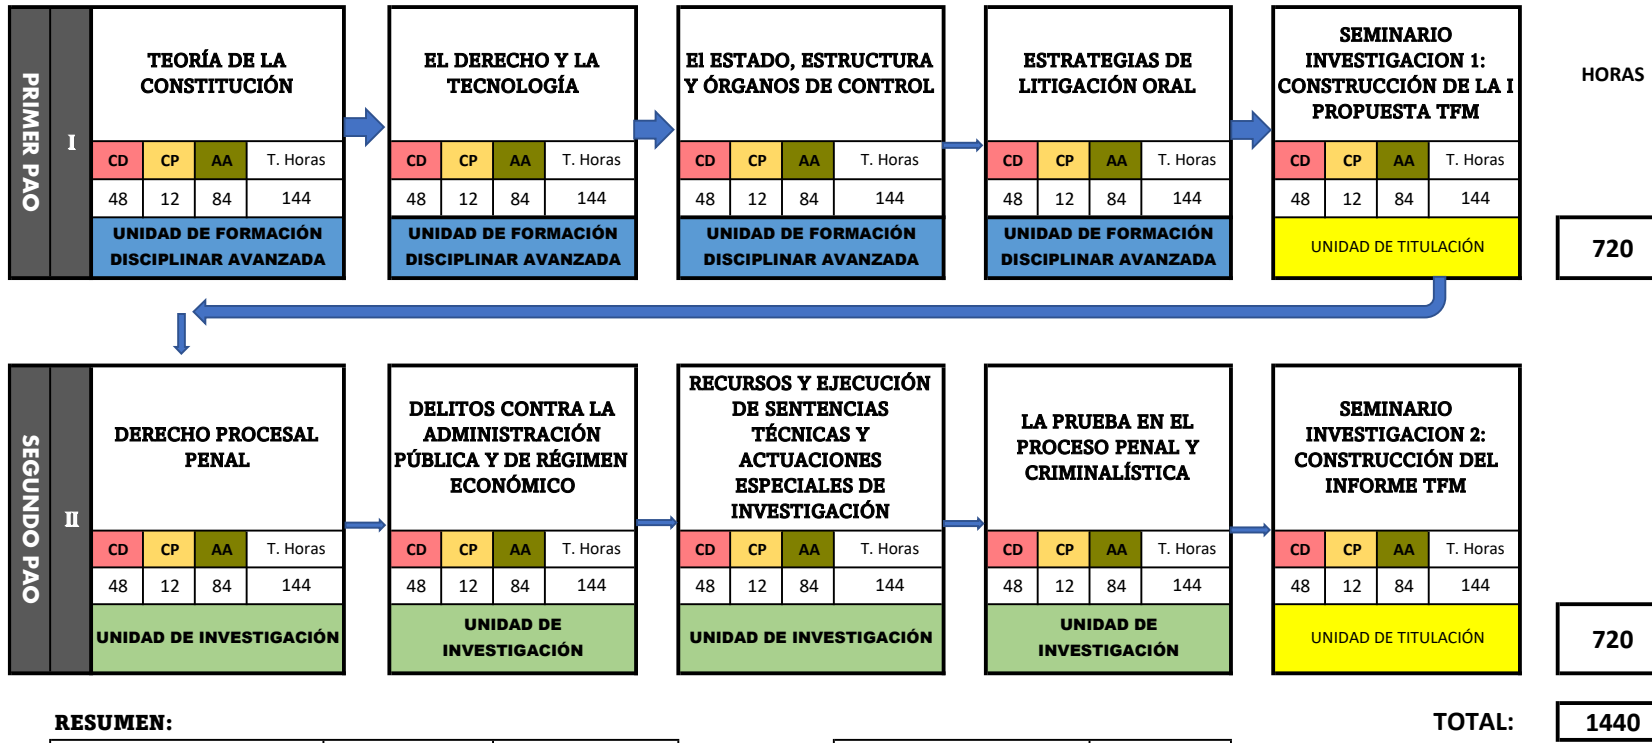 PRIMER PAO
I
TEORÍA DE LA
CONSTITUCIÓN
CD CP AA T. Horas
48 12 84 144
UNIDAD DE FORMACIÓN
DISCIPLINAR AVANZADA
EL DERECHO Y LA
TECNOLOGÍA
CD CP AA T. Horas
48 12 84 144
UNIDAD DE FORMACIÓN
DISCIPLINAR AVANZADA
El ESTADO, ESTRUCTURA
Y ÓRGANOS DE CONTROL
CD CP AA T. Horas
48 12 84 144
UNIDAD DE FORMACIÓN
DISCIPLINAR AVANZADA
ESTRATEGIAS DE
LITIGACIÓN ORAL
CD CP AA T. Horas
48 12 84 144
UNIDAD DE FORMACIÓN
DISCIPLINAR AVANZADA
SEMINARIO
INVESTIGACION 1:
CONSTRUCCIÓN DE LA I
PROPUESTA TFM
CD CP AA T. Horas
48 12 84 144
UNIDAD DE TITULACIÓN
HORAS
720
SEGUNDO PAO
II
DERECHO PROCESAL
PENAL
CD CP AA T. Horas
48 12 84 144
UNIDAD DE INVESTIGACIÓN
DELITOS CONTRA LA
ADMINISTRACIÓN
PÚBLICA Y DE RÉGIMEN
ECONÓMICO
CD CP AA T. Horas
48 12 84 144
UNIDAD DE
INVESTIGACIÓN
RECURSOS Y EJECUCIÓN
DE SENTENCIAS
TÉCNICAS Y
ACTUACIONES
ESPECIALES DE
INVESTIGACIÓN
CD CP AA T. Horas
48 12 84 144
UNIDAD DE INVESTIGACIÓN
LA PRUEBA EN EL
PROCESO PENAL Y
CRIMINALÍSTICA
CD CP AA T. Horas
48 12 84 144
UNIDAD DE
INVESTIGACIÓN
SEMINARIO
INVESTIGACION 2:
CONSTRUCCIÓN DEL
INFORME TFM
CD CP AA T. Horas
48 12 84 144
UNIDAD DE TITULACIÓN
720
RESUMEN:
TOTAL: 1440